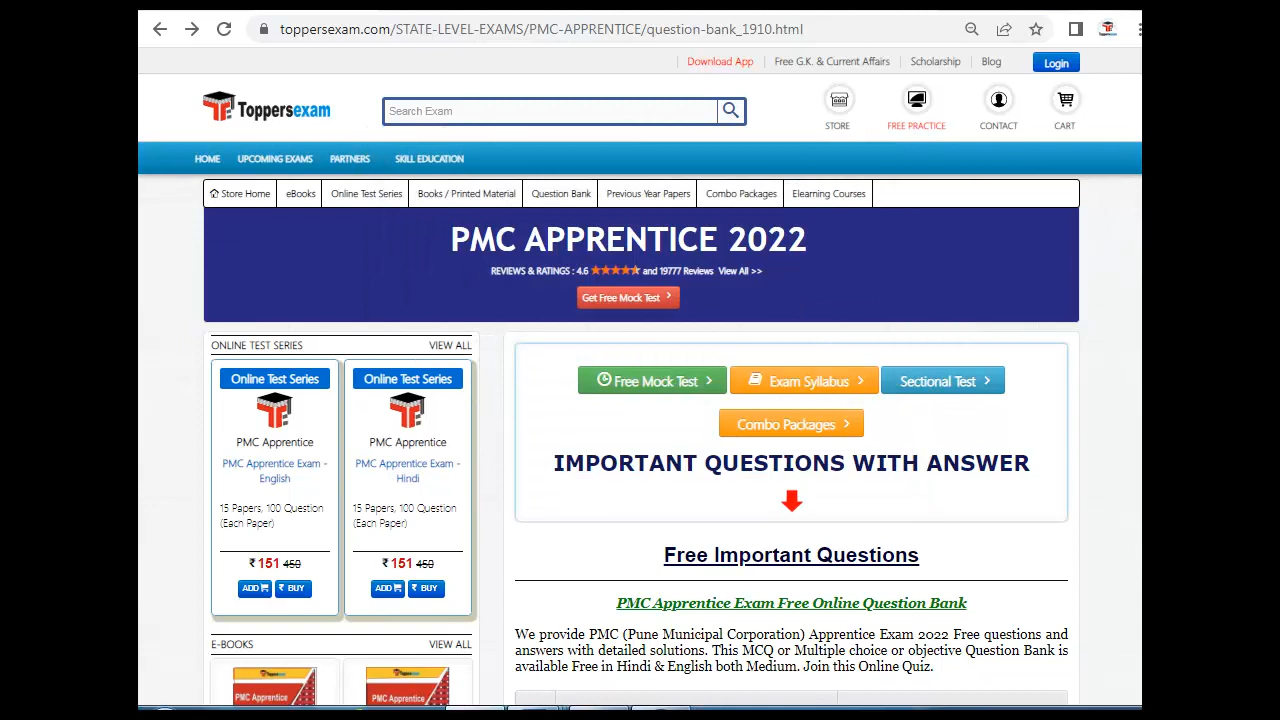 toppersexam.com/STATE-LEVEL-EXAMS/PMC-APPRENTICE/question-bank_1910.html
Download App Free G.K. & Current Affairs Scholarship Blog Login
Toppersexam Search Exam
STORE FREE PRACTICE CONTACT CART
HOME UPCOMING EXAMS PARTNERS SKILL EDUCATION
Store Home eBooks Online Test Series Books / Printed Material Question Bank Previous Year Papers Combo Packages Elearning Courses
PMC APPRENTICE 2022
REVIEWS & RATINGS : 4.6 and 19777 Reviews View All >>
Get Free Mock Test
ONLINE TEST SERIES VIEW ALL
Online Test Series
PMC Apprentice
PMC Apprentice Exam -
English
15 Papers, 100 Question
(Each Paper)
₹ 151 450
ADD ₹ BUY
Online Test Series
PMC Apprentice
PMC Apprentice Exam -
Hindi
15 Papers, 100 Question
(Each Paper)
₹ 151 450
ADD ₹ BUY
E-BOOKS VIEW ALL
Toppersexam
PMC Apprentice
Toppersexam
PMC Apprentice
Free Mock Test Exam Syllabus Sectional Test
Combo Packages
IMPORTANT QUESTIONS WITH ANSWER
Free Important Questions
PMC Apprentice Exam Free Online Question Bank
We provide PMC (Pune Municipal Corporation) Apprentice Exam 2022 Free questions and
answers with detailed solutions. This MCQ or Multiple choice or objective Question Bank is
available Free in Hindi & English both Medium. Join this Online Quiz.